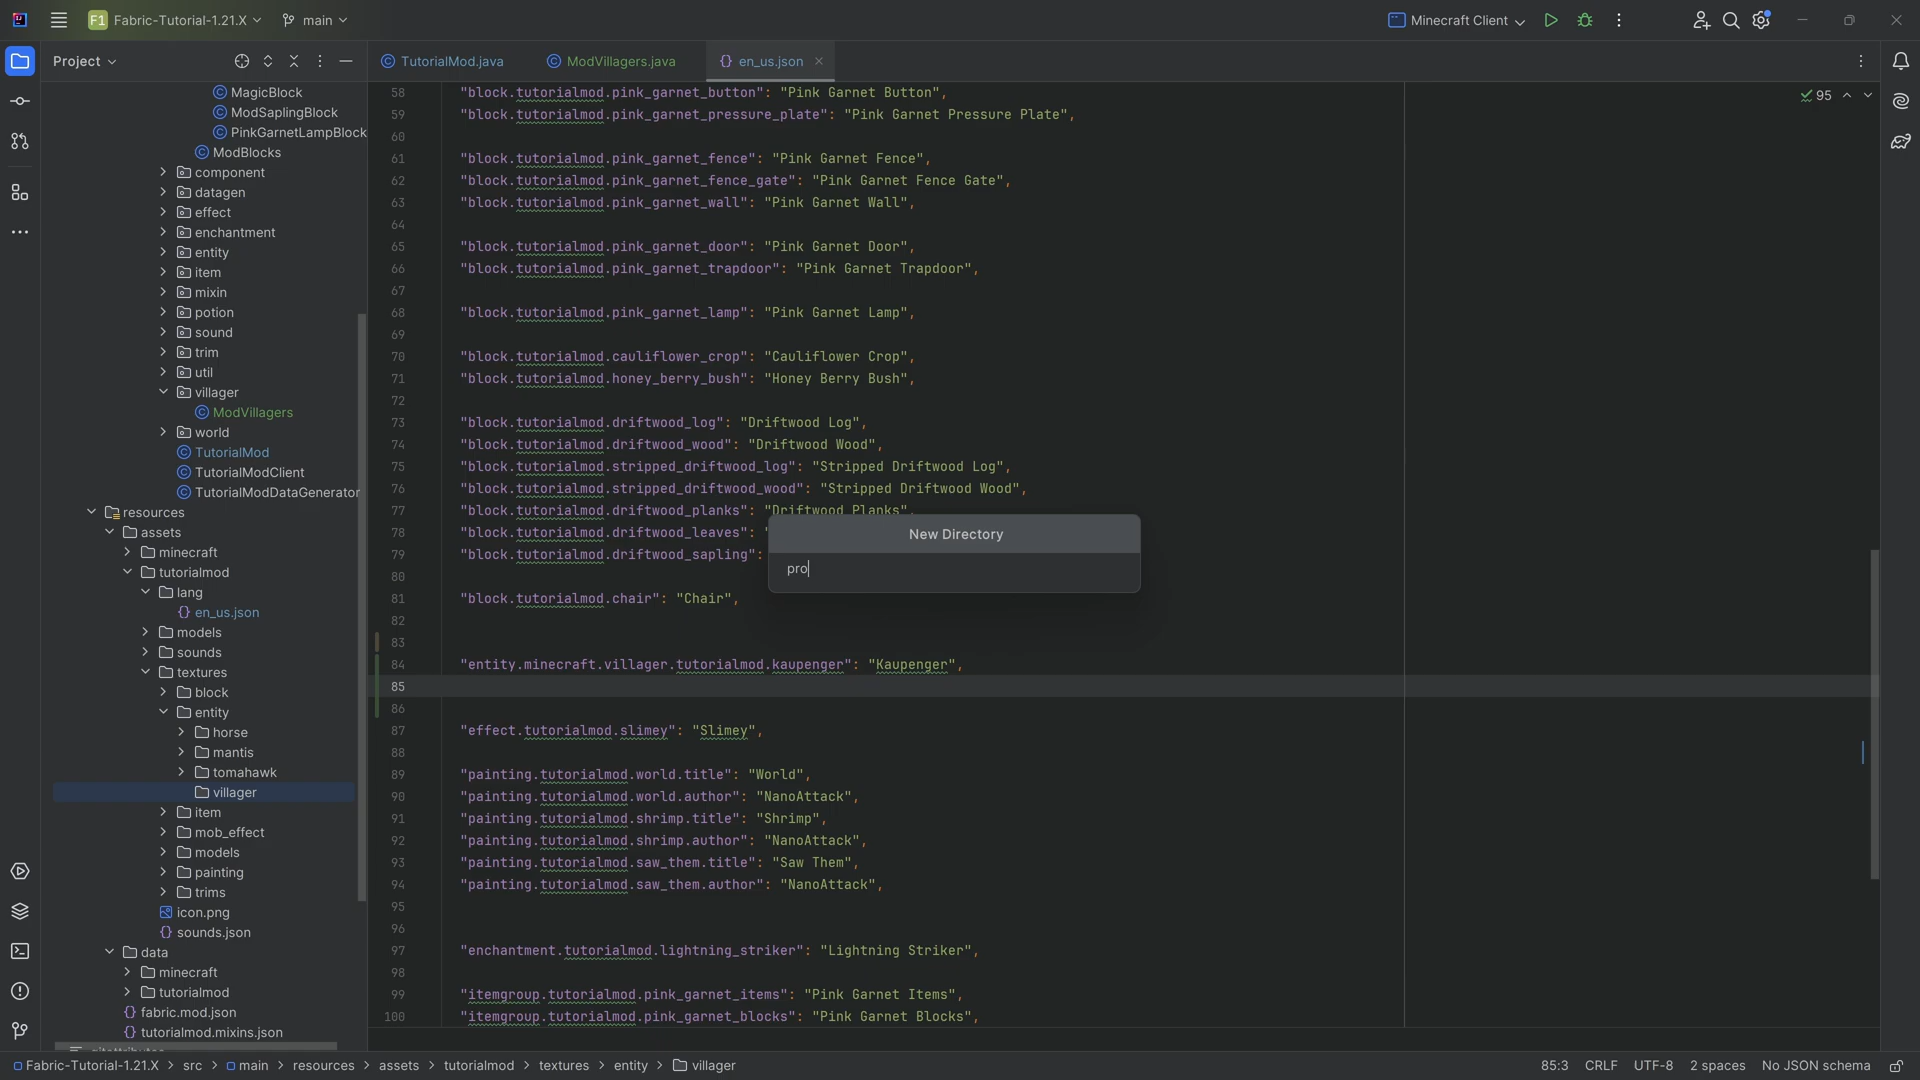 F1 Fabric-Tutorial-1.21.X main Minecraft Client
Project
TutorialMod.java
ModVillagers.java
en_us.json
95
MagicBlock
ModSaplingBlock
PinkGarnetLampBlock
ModBlocks
component
datagen
effect
enchantment
entity
item
mixin
potion
sound
trim
util
villager
ModVillagers
world
TutorialMod
TutorialModClient
TutorialModDataGenerator
resources
assets
minecraft
tutorialmod
lang
en_us.json
models
sounds
textures
block
entity
horse
mantis
tomahawk
villager
item
mob_effect
models
painting
trims
icon.png
sounds.json
data
minecraft
tutorialmod
fabric.mod.json
tutorialmod.mixins.json
58 "block.tutorialmod.pink_garnet_button": "Pink Garnet Button",
59 "block.tutorialmod.pink_garnet_pressure_plate": "Pink Garnet Pressure Plate",
60
61 "block.tutorialmod.pink_garnet_fence": "Pink Garnet Fence",
62 "block.tutorialmod.pink_garnet_fence_gate": "Pink Garnet Fence Gate",
63 "block.tutorialmod.pink_garnet_wall": "Pink Garnet Wall",
64
65 "block.tutorialmod.pink_garnet_door": "Pink Garnet Door",
66 "block.tutorialmod.pink_garnet_trapdoor": "Pink Garnet Trapdoor",
67
68 "block.tutorialmod.pink_garnet_lamp": "Pink Garnet Lamp",
69
70 "block.tutorialmod.cauliflower_crop": "Cauliflower Crop",
71 "block.tutorialmod.honey_berry_bush": "Honey Berry Bush",
72
73 "block.tutorialmod.driftwood_log": "Driftwood Log",
74 "block.tutorialmod.driftwood_wood": "Driftwood Wood",
75 "block.tutorialmod.stripped_driftwood_log": "Stripped Driftwood Log",
76 "block.tutorialmod.stripped_driftwood_wood": "Stripped Driftwood Wood",
77 "block.tutorialmod.driftwood_planks": "Driftwood Planks",
78 "block.tutorialmod.driftwood_leaves": "
79 "block.tutorialmod.driftwood_sapling":
80
81 "block.tutorialmod.chair": "Chair",
82
83
84 "entity.minecraft.villager.tutorialmod.kaupenger": "Kaupenger",
85
86
87 "effect.tutorialmod.slimey": "Slimey",
88
89 "painting.tutorialmod.world.title": "World",
90 "painting.tutorialmod.world.author": "NanoAttack",
91 "painting.tutorialmod.shrimp.title": "Shrimp",
92 "painting.tutorialmod.shrimp.author": "NanoAttack",
93 "painting.tutorialmod.saw_them.title": "Saw Them",
94 "painting.tutorialmod.saw_them.author": "NanoAttack",
95
96
97 "enchantment.tutorialmod.lightning_striker": "Lightning Striker",
98
99 "itemgroup.tutorialmod.pink_garnet_items": "Pink Garnet Items",
100 "itemgroup.tutorialmod.pink_garnet_blocks": "Pink Garnet Blocks",
New Directory
pro
Fabric-Tutorial-1.21.X > src > main > resources > assets > tutorialmod > textures > entity > villager
85:3 CRLF UTF-8 2 spaces No JSON schema